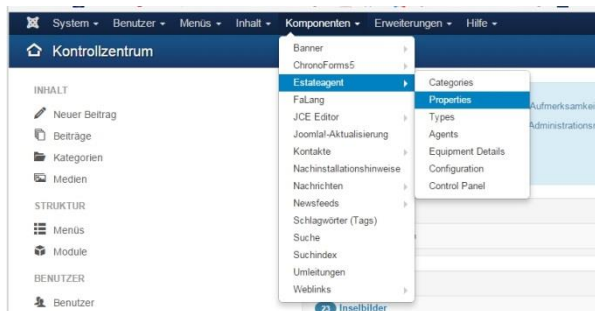 System Benutzer Menüs Inhalt Komponenten Erweiterungen Hilfe
Kontrollzentrum
INHALT
Neuer Beitrag
Beiträge
Kategorien
Medien
STRUKTUR
Menüs
Module
BENUTZER
Benutzer
Banner
ChronoForms5
Estateagent
FaLang
JCE Editor
Joomla!-Aktualisierung
Kontakte
Nachinstallationshinweise
Nachrichten
Newsfeeds
Schlagwörter (Tags)
Suche
Suchindex
Umleitungen
Weblinks
Categories
Properties
Types
Agents
Equipment Details
Configuration
Control Panel
23 Inselbilder